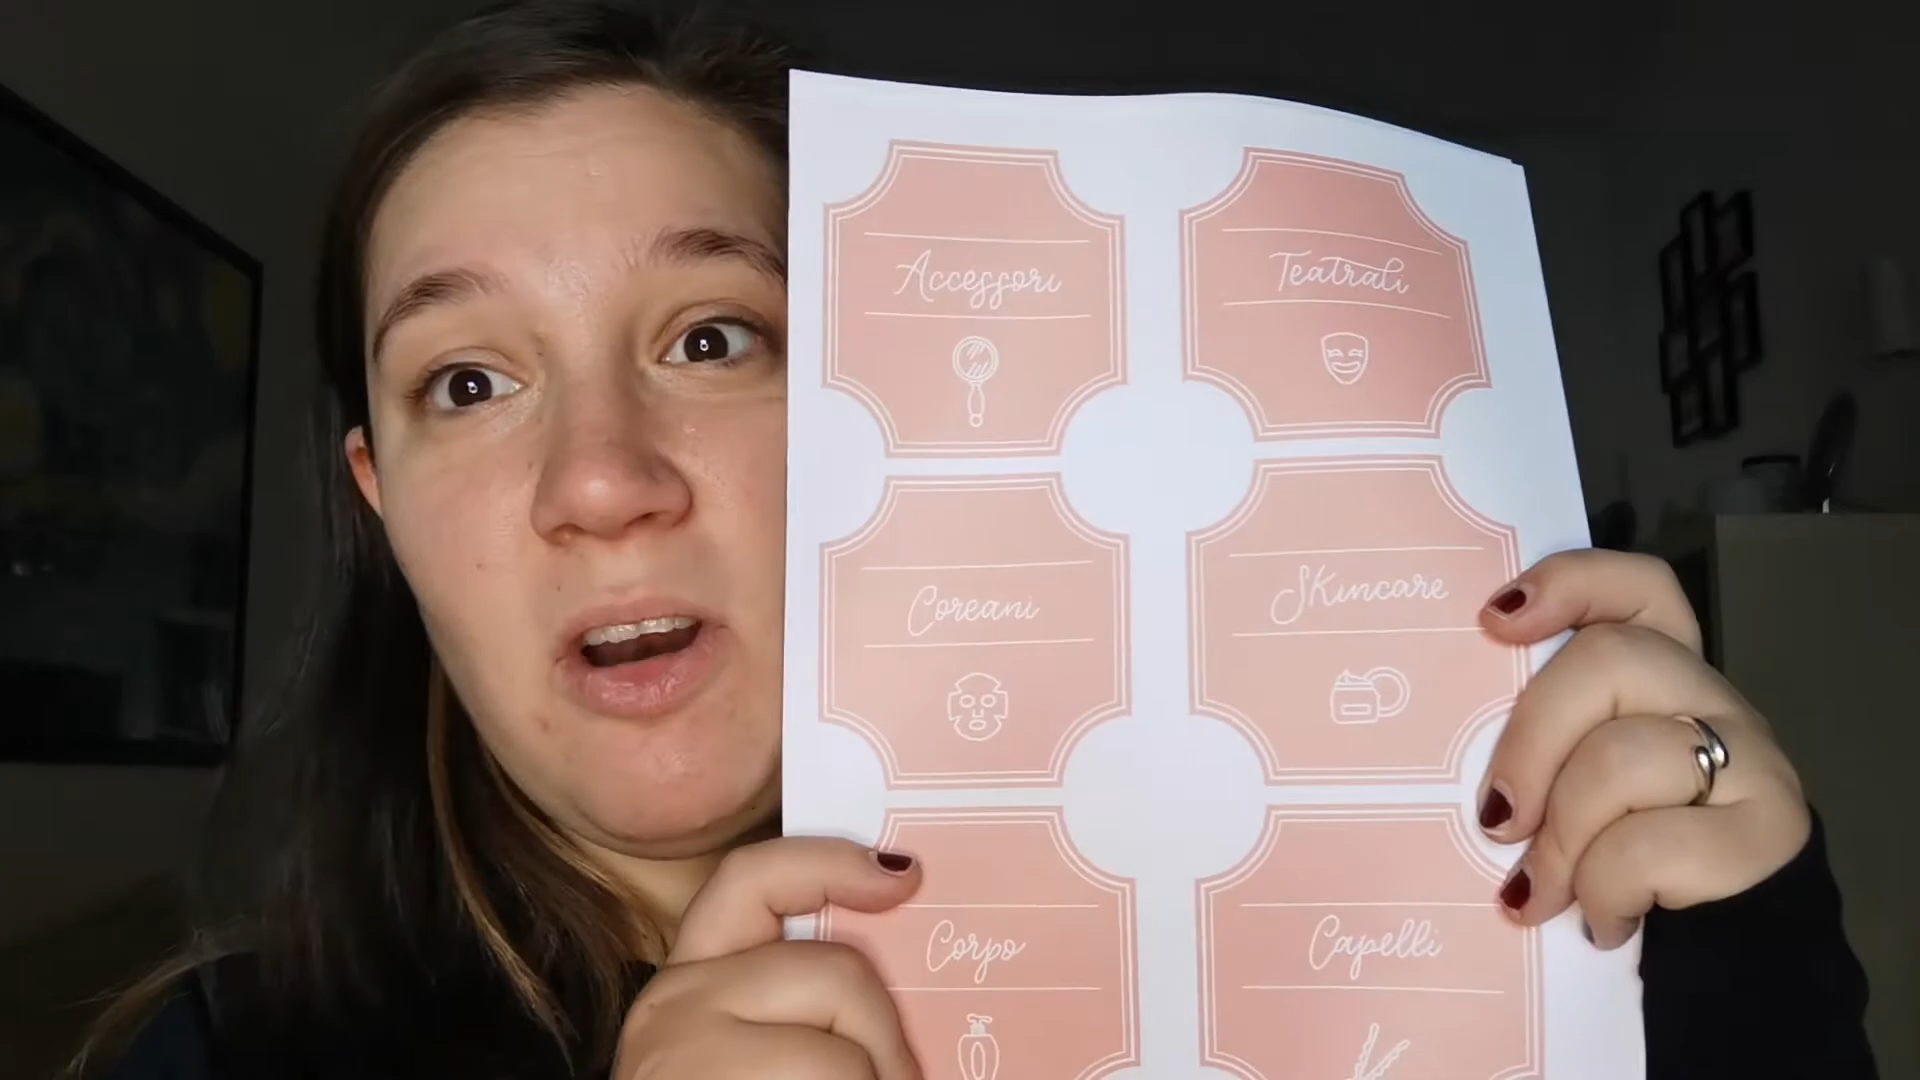 Accessori
Teatrali
Coreani
Skincare
Corpo
Capelli